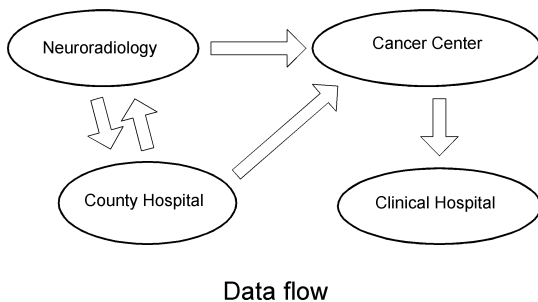 Neuroradiology
Cancer Center
County Hospital
Clinical Hospital
Data flow